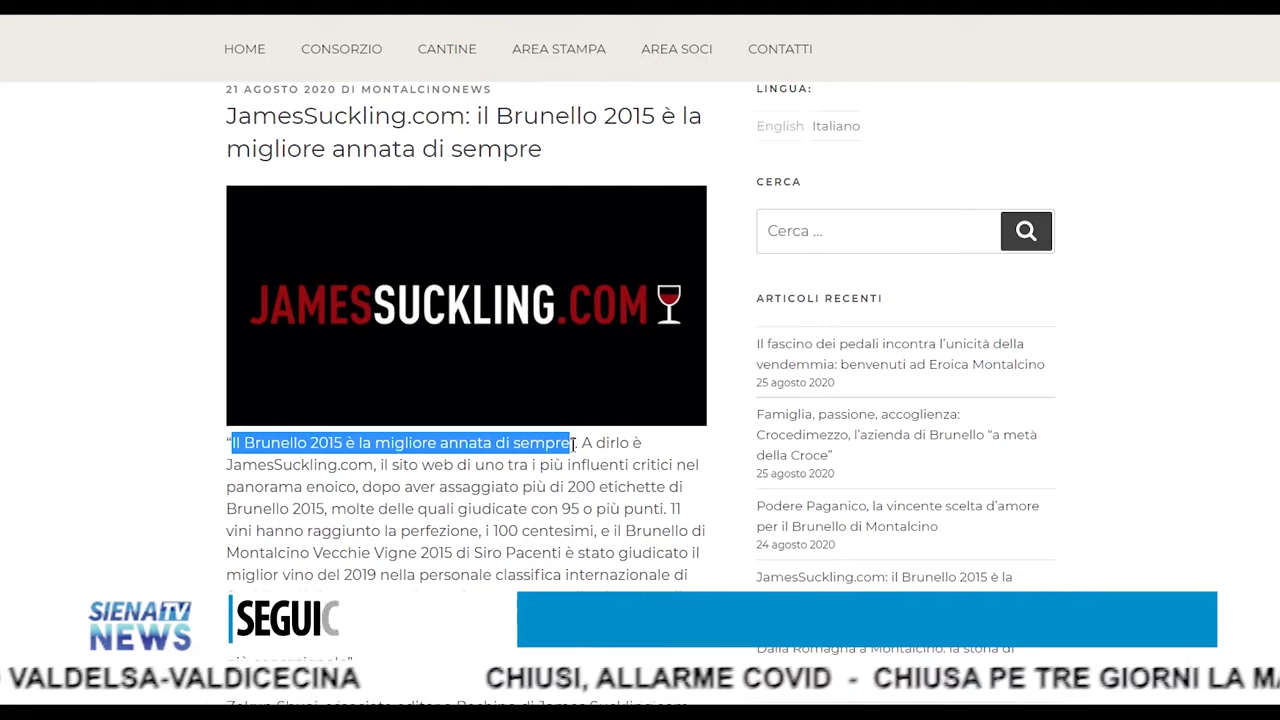 HOME CONSORZIO CANTINE AREA STAMPA AREA SOCI CONTATTI
21 AGOSTO 2020 DI MONTALCINONEWS
JamesSuckling.com: il Brunello 2015 è la
migliore annata di sempre
JAMESSUCKLING.COM
“Il Brunello 2015 è la migliore annata di sempre”. A dirlo è
JamesSuckling.com, il sito web di uno tra i più influenti critici nel
panorama enoico, dopo aver assaggiato più di 200 etichette di
Brunello 2015, molte delle quali giudicate con 95 o più punti. 11
vini hanno raggiunto la perfezione, i 100 centesimi, e il Brunello di
Montalcino Vecchie Vigne 2015 di Siro Pacenti è stato giudicato il
miglior vino del 2019 nella personale classifica internazionale di
LINGUA:
English Italiano
CERCA
Cerca …
ARTICOLI RECENTI
Il fascino dei pedali incontra l’unicità della
vendemmia: benvenuti ad Eroica Montalcino
25 agosto 2020
Famiglia, passione, accoglienza:
Crocedimezzo, l’azienda di Brunello “a metà
della Croce”
25 agosto 2020
Podere Paganico, la vincente scelta d’amore
per il Brunello di Montalcino
24 agosto 2020
JamesSuckling.com: il Brunello 2015 è la
Dalla Romagna a Montalcino: la storia di
SIENATV
NEWS
SEGUIC
VALDELSA-VALDICECINA CHIUSI, ALLARME COVID - CHIUSA PE TRE GIORNI LA